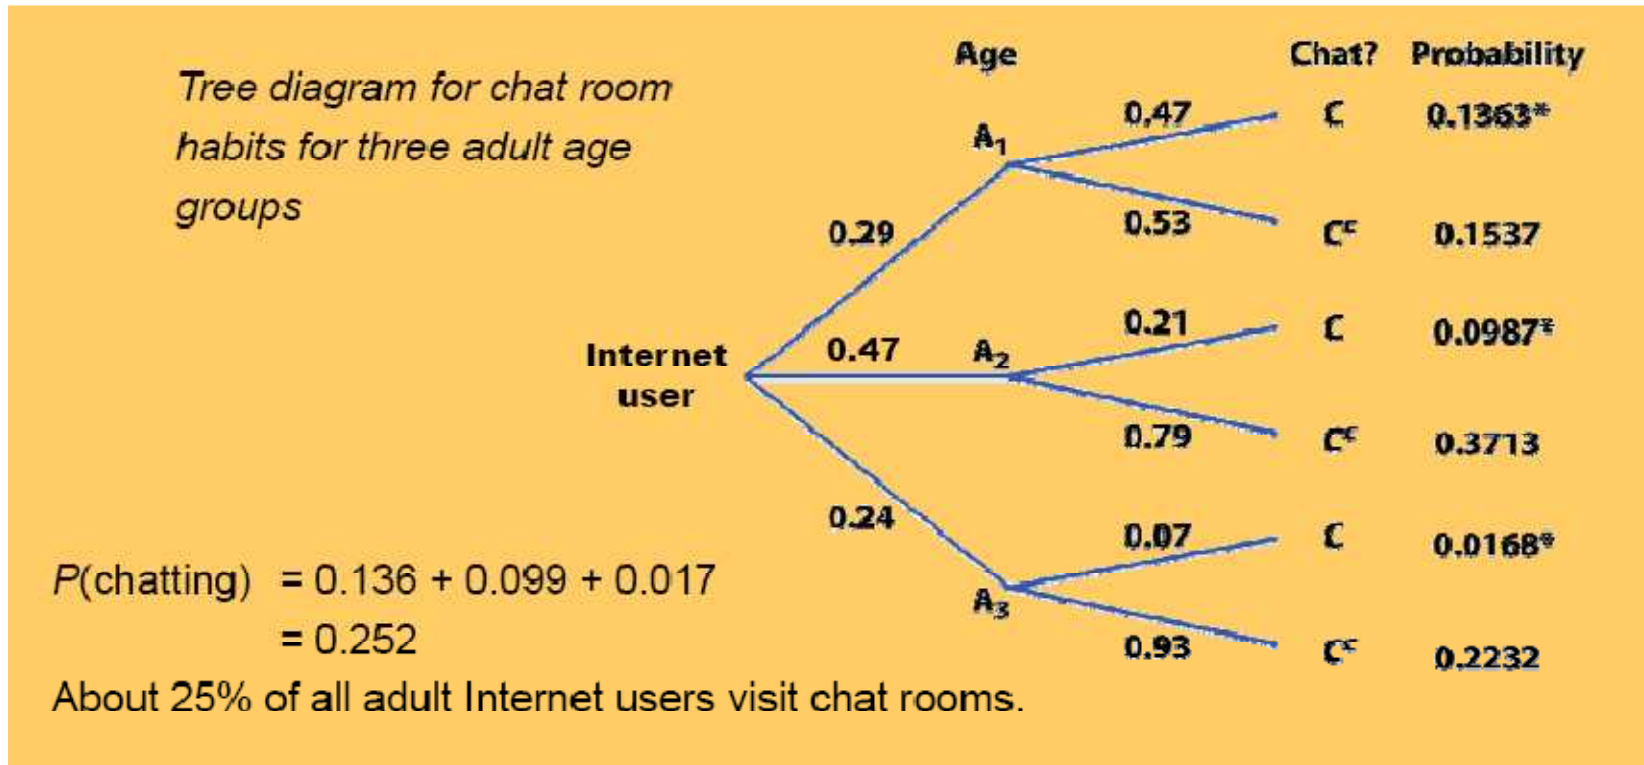 Tree diagram for chat room
habits for three adult age
groups
Age Chat? Probability
0.47 C 0.1363*
A₁
0.53 Cᶜ 0.1537
0.29
0.21 C 0.0987*
Internet 0.47 A₂
user
0.79 Cᶜ 0.3713
0.24
0.07 C 0.0168*
A₃
0.93 Cᶜ 0.2232
P(chatting) = 0.136 + 0.099 + 0.017
= 0.252
About 25% of all adult Internet users visit chat rooms.